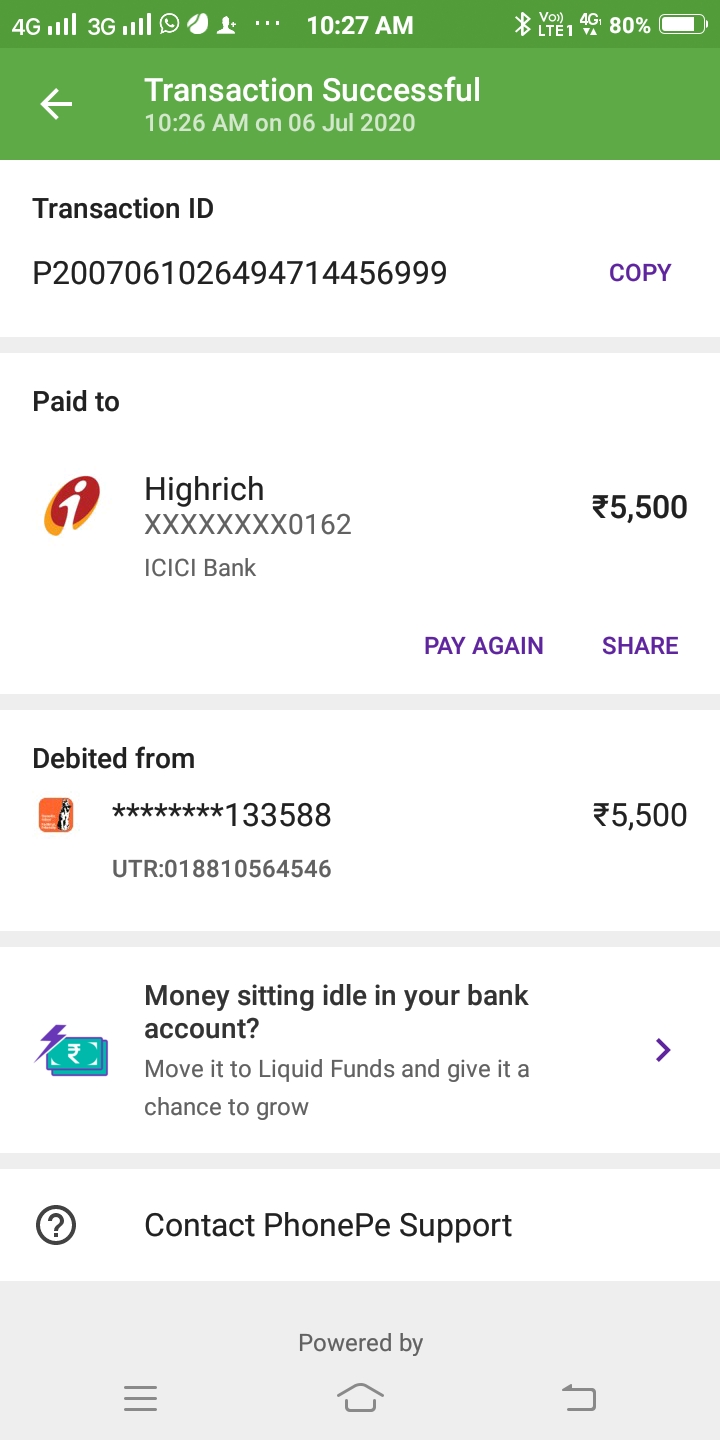 4G 3G ... 10:27 AM Vo)) LTE1 4G 80%
Transaction Successful
10:26 AM on 06 Jul 2020
Transaction ID
P2007061026494714456999 COPY
Paid to
Highrich
XXXXXXXX0162
ICICI Bank
₹5,500
PAY AGAIN SHARE
Debited from
********133588 ₹5,500
UTR:018810564546
Money sitting idle in your bank
account?
Move it to Liquid Funds and give it a
chance to grow
Contact PhonePe Support
Powered by